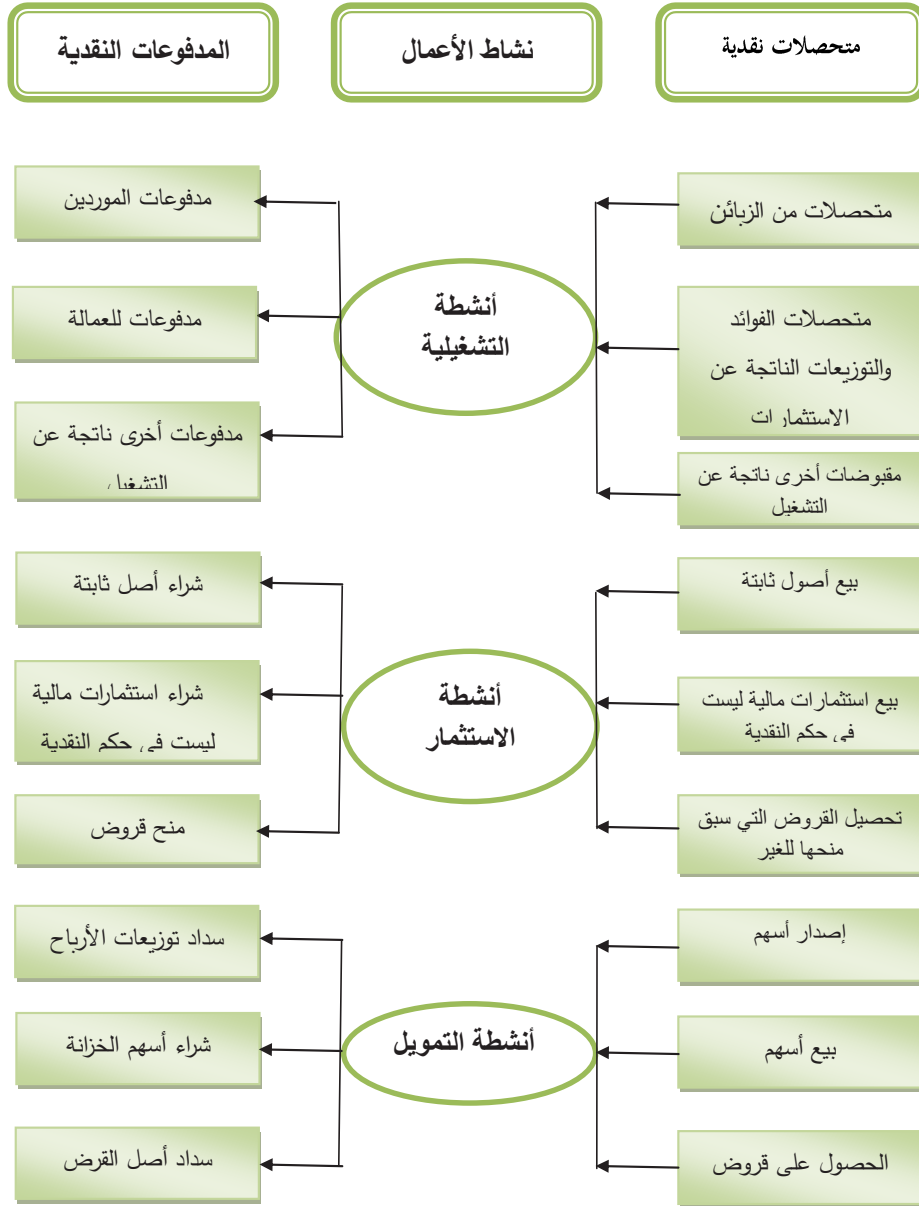 متحصلات نقدية
نشاط الأعمال
المدفوعات النقدية
متحصلات من الزبائن
متحصلات الفوائد
والتوزيعات الناتجة عن
الاستثمارات
مقبوضات أخرى ناتجة عن
التشغيل
أنشطة
التشغيلية
مدفوعات الموردين
مدفوعات للعمالة
مدفوعات أخرى ناتجة عن
التشغيل
بيع أصول ثابتة
بيع استثمارات مالية ليست
في حكم النقدية
تحصيل القروض التي سبق
منحها للغير
أنشطة
الاستثمار
شراء أصل ثابتة
شراء استثمارات مالية
ليست في حكم النقدية
منح قروض
إصدار أسهم
بيع أسهم
الحصول على قروض
أنشطة التمويل
سداد توزيعات الأرباح
شراء أسهم الخزانة
سداد أصل القرض